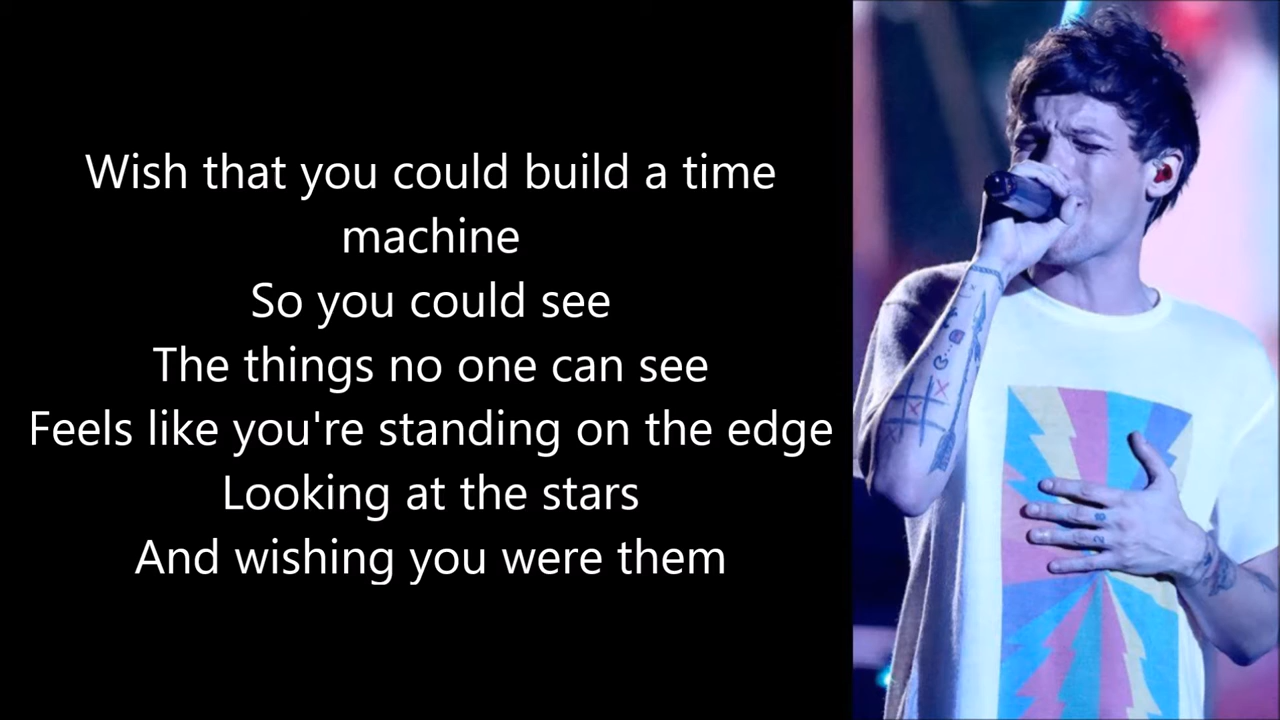 Wish that you could build a time
machine
So you could see
The things no one can see
Feels like you're standing on the edge
Looking at the stars
And wishing you were them